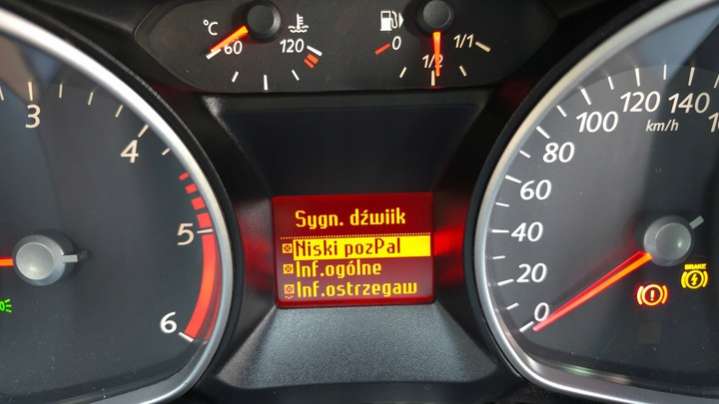 °C
60
120
0
1/2
1/1
3
4
5
6
Sygn. dźwiik
Niski pozPal
Inf.ogólne
Inf.ostrzegaw
0
20
40
60
80
100
120
140
km/h
BRAKE